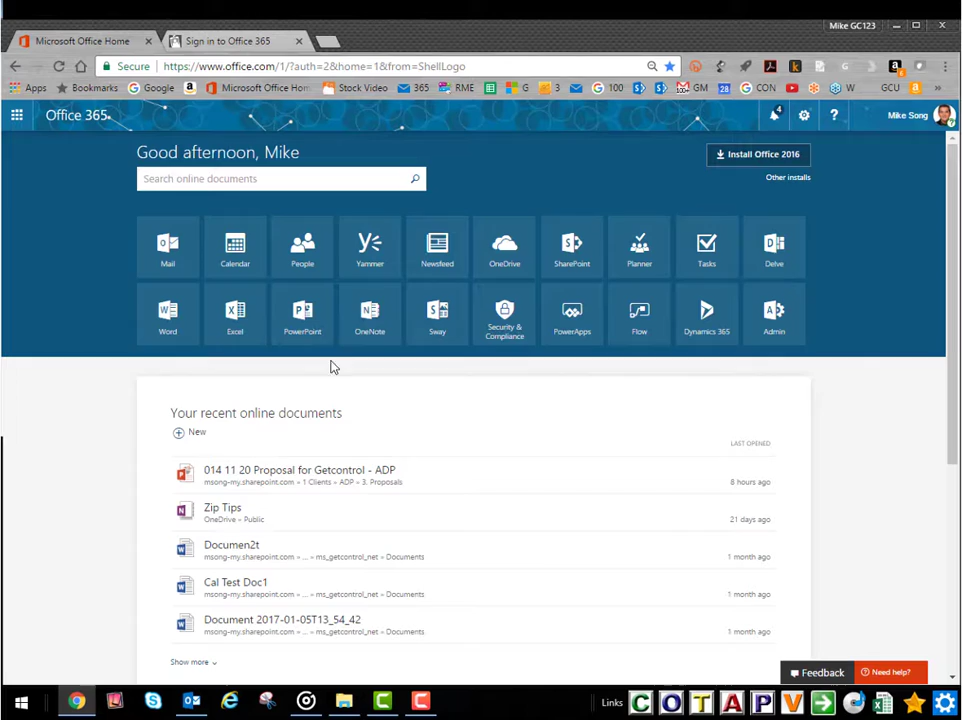 Mike GC123
Microsoft Office Home
Sign in to Office 365
Secure https://www.office.com/1/?auth=2&home=1&from=ShellLogo
Apps Bookmarks Google Microsoft Office Hom Stock Video 365 RME G 3 G 100 GM CON W GCU
Office 365
4
Mike Song
Good afternoon, Mike
Install Office 2016
Search online documents
Other installs
Mail Calendar People Yammer Newsfeed OneDrive SharePoint Planner Tasks Delve
Word Excel PowerPoint OneNote Sway Security & Compliance PowerApps Flow Dynamics 365 Admin
Your recent online documents
New
LAST OPENED
014 11 20 Proposal for Getcontrol - ADP
msong-my.sharepoint.com » 1 Clients » ADP » 3. Proposals
8 hours ago
Zip Tips
OneDrive » Public
21 days ago
Documen2t
msong-my.sharepoint.com » ... » ms_getcontrol_net » Documents
1 month ago
Cal Test Doc1
msong-my.sharepoint.com » ... » ms_getcontrol_net » Documents
1 month ago
Document 2017-01-05T13_54_42
msong-my.sharepoint.com » ... » ms_getcontrol_net » Documents
1 month ago
Show more
Feedback
Need help?
Links C O T A P V